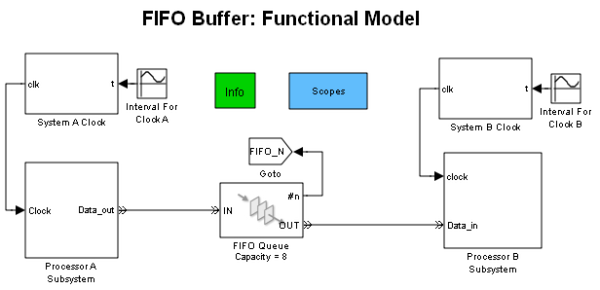 FIFO Buffer: Functional Model
clk
t
Interval For
Clock A
System A Clock
Info
Scopes
clk
t
Interval For
Clock B
System B Clock
FIFO_N
Goto
Clock
Data_out
Processor A
Subsystem
IN
#n
OUT
FIFO Queue
Capacity = 8
clock
Data_in
Processor B
Subsystem